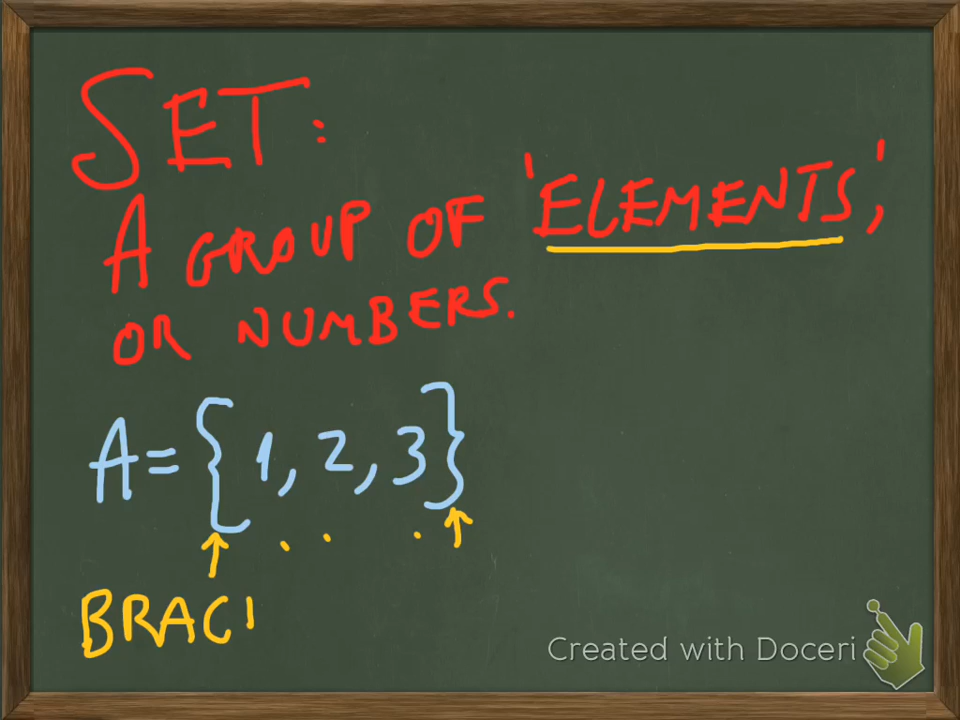 SET:
A GROUP OF 'ELEMENTS,'
OR NUMBERS.
A = {1, 2, 3}
BRAC
Created with Doceri